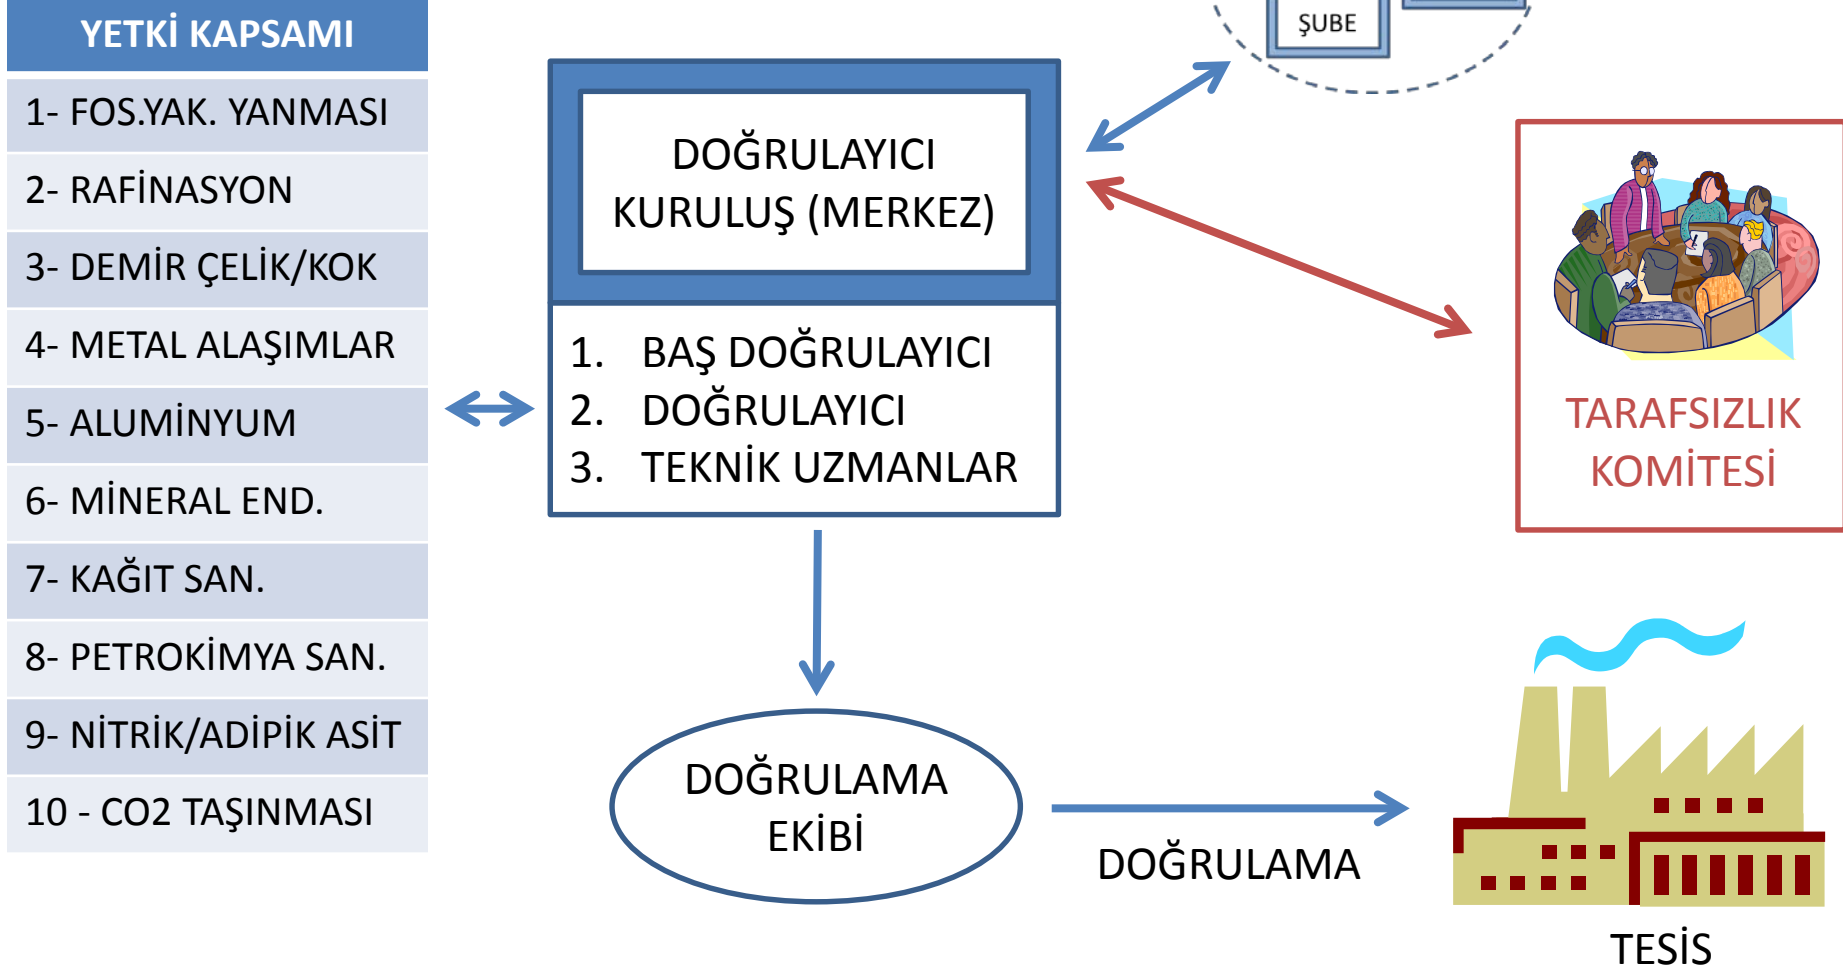 YETKİ KAPSAMI
1- FOS.YAK. YANMASI
2- RAFİNASYON
3- DEMİR ÇELİK/KOK
4- METAL ALAŞIMLAR
5- ALUMİNYUM
6- MİNERAL END.
7- KAĞIT SAN.
8- PETROKİMYA SAN.
9- NİTRİK/ADİPİK ASİT
10 - CO2 TAŞINMASI
DOĞRULAYICI
KURULUŞ (MERKEZ)
1. BAŞ DOĞRULAYICI
2. DOĞRULAYICI
3. TEKNİK UZMANLAR
ŞUBE
TARAFSIZLIK
KOMİTESİ
DOĞRULAMA
EKİBİ
DOĞRULAMA
TESİS